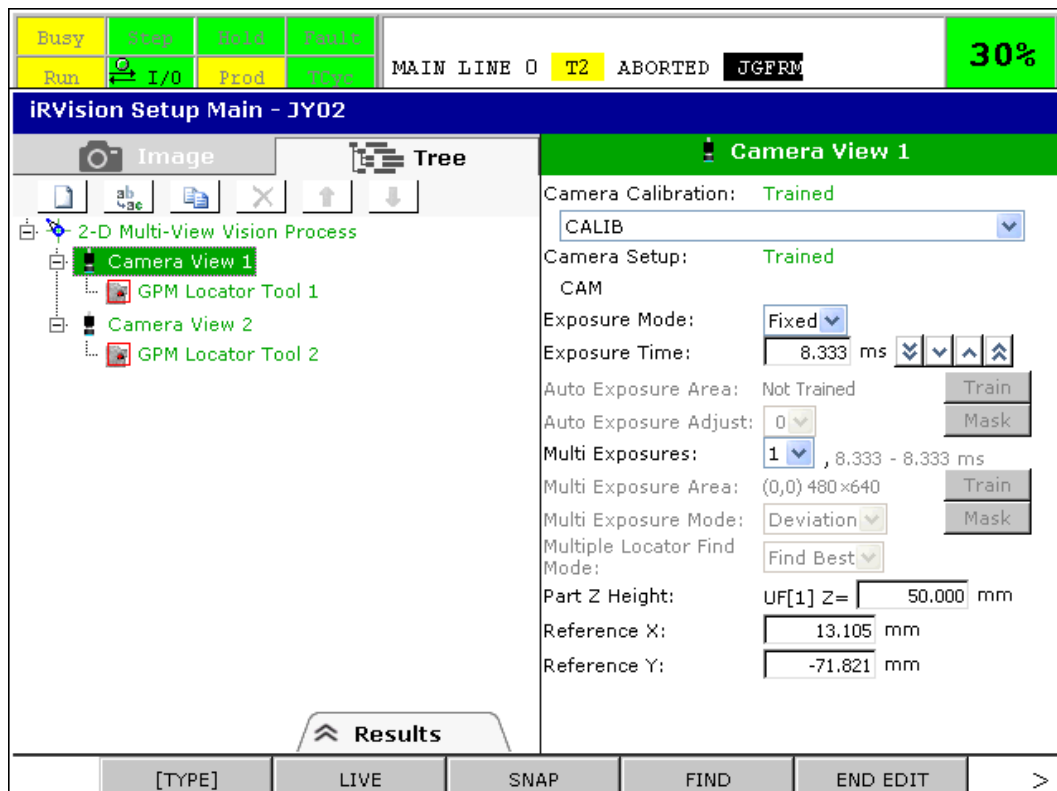 Busy Step Hold Fault
Run I/O Prod TCyc
MAIN LINE 0 T2 ABORTED JGFRM
30%
iRVision Setup Main - JY02
Image Tree
ab
2-D Multi-View Vision Process
Camera View 1
GPM Locator Tool 1
Camera View 2
GPM Locator Tool 2
Results
Camera View 1
Camera Calibration: Trained
CALIB
Camera Setup: Trained
CAM
Exposure Mode: Fixed
Exposure Time: 8.333 ms
Auto Exposure Area: Not Trained Train
Auto Exposure Adjust: 0 Mask
Multi Exposures: 1 , 8.333 - 8.333 ms
Multi Exposure Area: (0,0) 480×640 Train
Multi Exposure Mode: Deviation Mask
Multiple Locator Find
Mode: Find Best
Part Z Height: UF[1] Z= 50.000 mm
Reference X: 13.105 mm
Reference Y: -71.821 mm
[TYPE] LIVE SNAP FIND END EDIT >